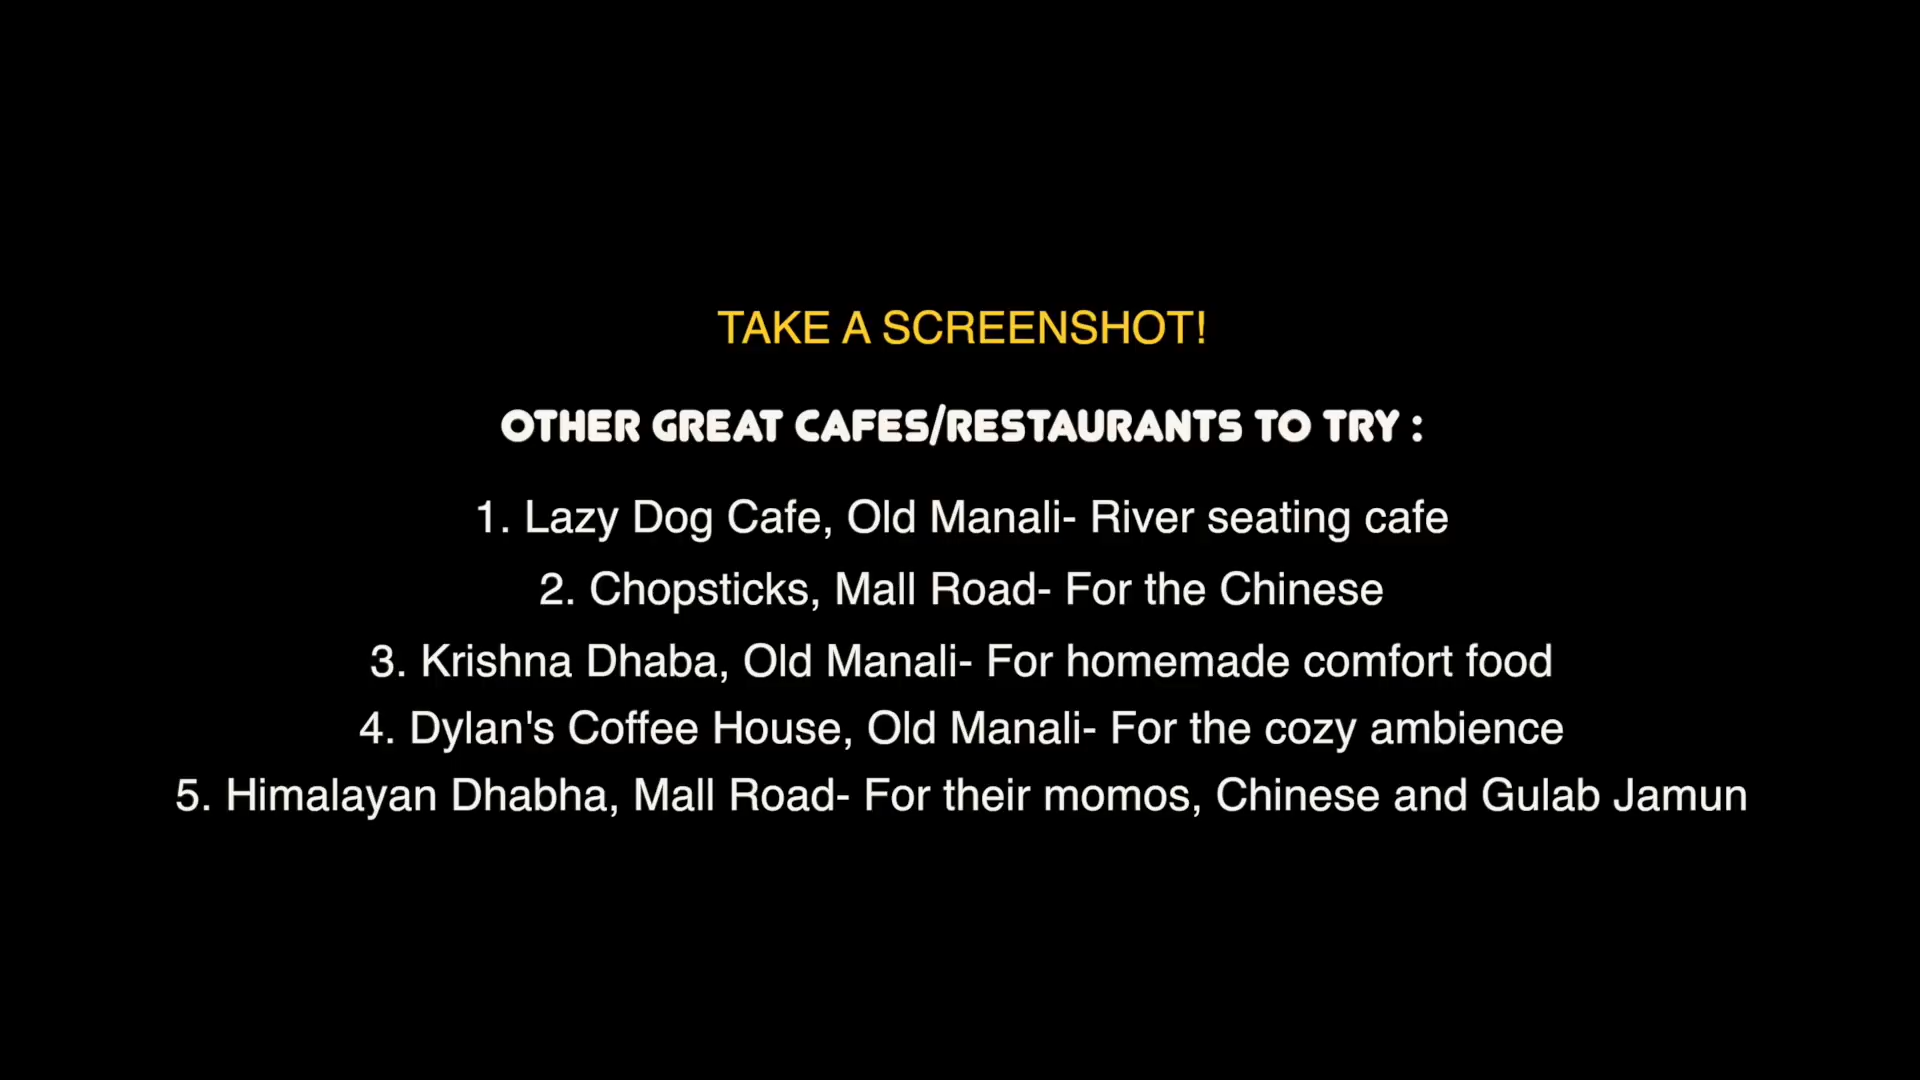 TAKE A SCREENSHOT!
OTHER GREAT CAFES/RESTAURANTS TO TRY :
1. Lazy Dog Cafe, Old Manali- River seating cafe
2. Chopsticks, Mall Road- For the Chinese
3. Krishna Dhaba, Old Manali- For homemade comfort food
4. Dylan's Coffee House, Old Manali- For the cozy ambience
5. Himalayan Dhabha, Mall Road- For their momos, Chinese and Gulab Jamun